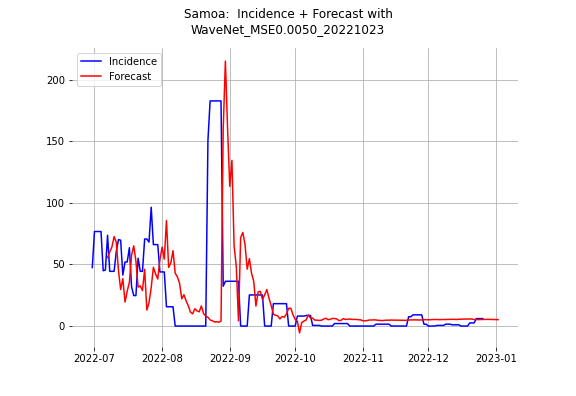 Samoa:  Incidence + Forecast with
WaveNet_MSE0.0050_20221023
Incidence
Forecast
200
150
100
50
0
2022-07 2022-08 2022-09 2022-10 2022-11 2022-12 2023-01